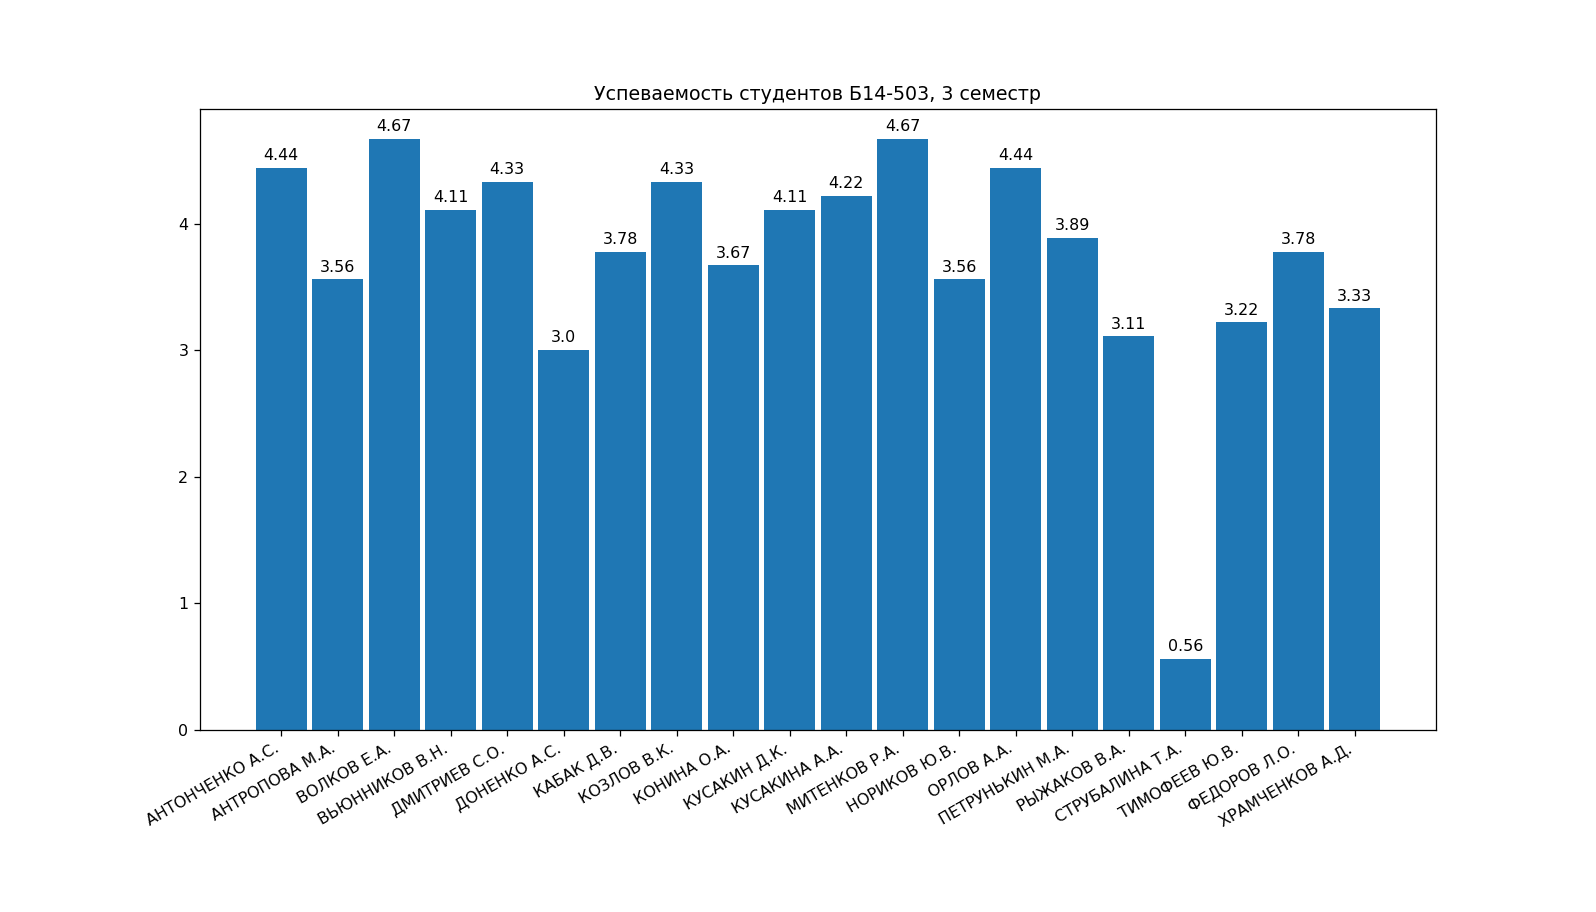 Успеваемость студентов Б14-503, 3 семестр
4.44
3.56
4.67
4.11
4.33
3.0
3.78
4.33
3.67
4.11
4.22
4.67
3.56
4.44
3.89
3.11
0.56
3.22
3.78
3.33
4
3
2
1
0
АНТОНЧЕНКО А.С.
АНТРОПОВА М.А.
ВОЛКОВ Е.А.
ВЬЮННИКОВ В.Н.
ДМИТРИЕВ С.О.
ДОНЕНКО А.С.
КАБАК Д.В.
КОЗЛОВ В.К.
КОНИНА О.А.
КУСАКИН Д.К.
КУСАКИНА А.А.
МИТЕНКОВ Р.А.
НОРИКОВ Ю.В.
ОРЛОВ А.А.
ПЕТРУНЬКИН М.А.
РЫЖАКОВ В.А.
СТРУБАЛИНА Т.А.
ТИМОФЕЕВ Ю.В.
ФЕДОРОВ Л.О.
ХРАМЧЕНКОВ А.Д.